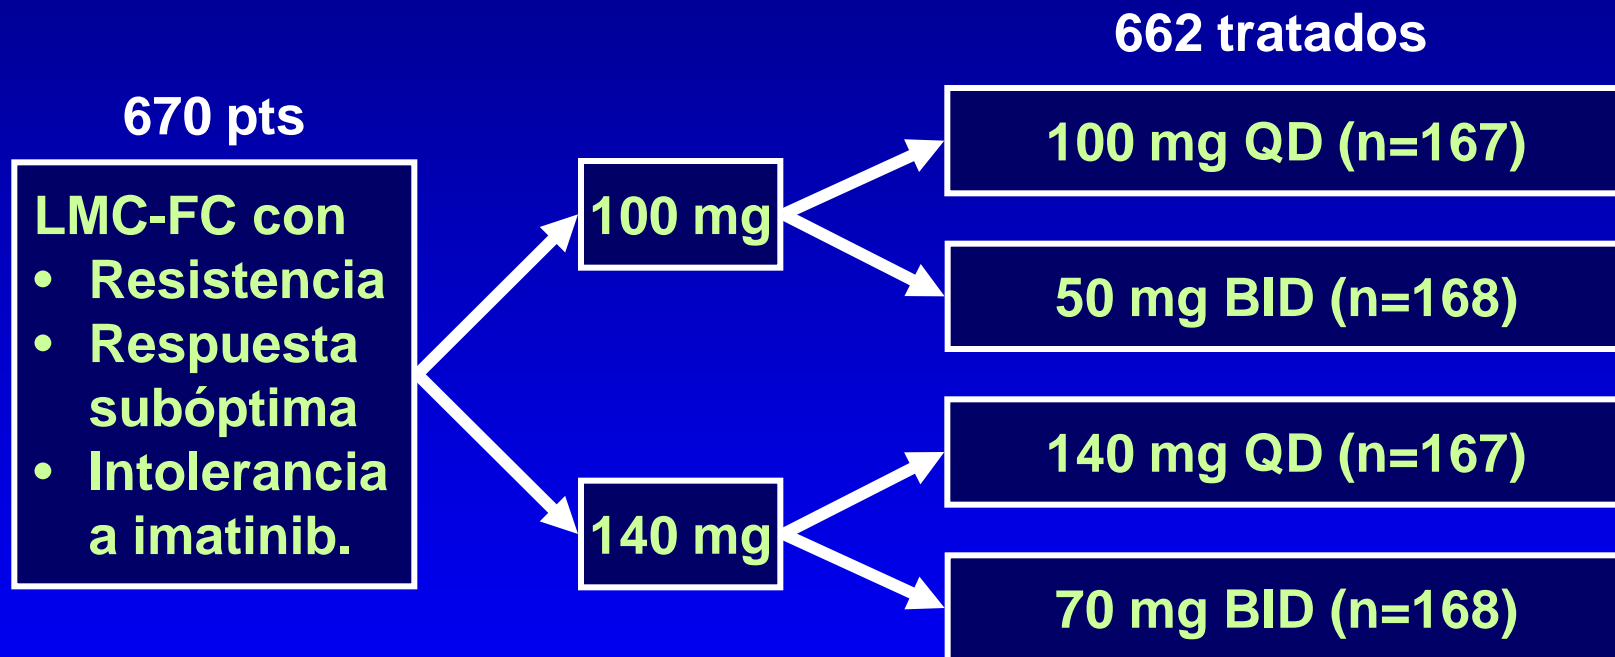 662 tratados
670 pts
LMC-FC con
• Resistencia
• Respuesta
subóptima
• Intolerancia
a imatinib.
100 mg
140 mg
100 mg QD (n=167)
50 mg BID (n=168)
140 mg QD (n=167)
70 mg BID (n=168)